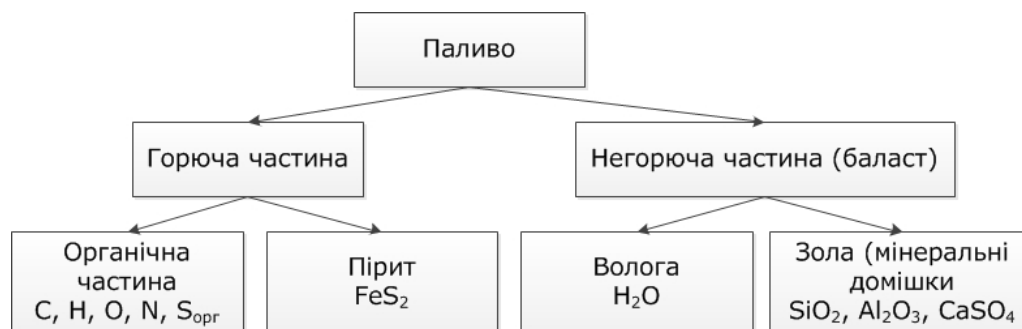 Паливо
Горюча частина
Негорюча частина (баласт)
Органічна
частина
C, H, O, N, Sорг
Пірит
FeS2
Волога
H2O
Зола (мінеральні
домішки
SiO2, Al2O3, CaSO4